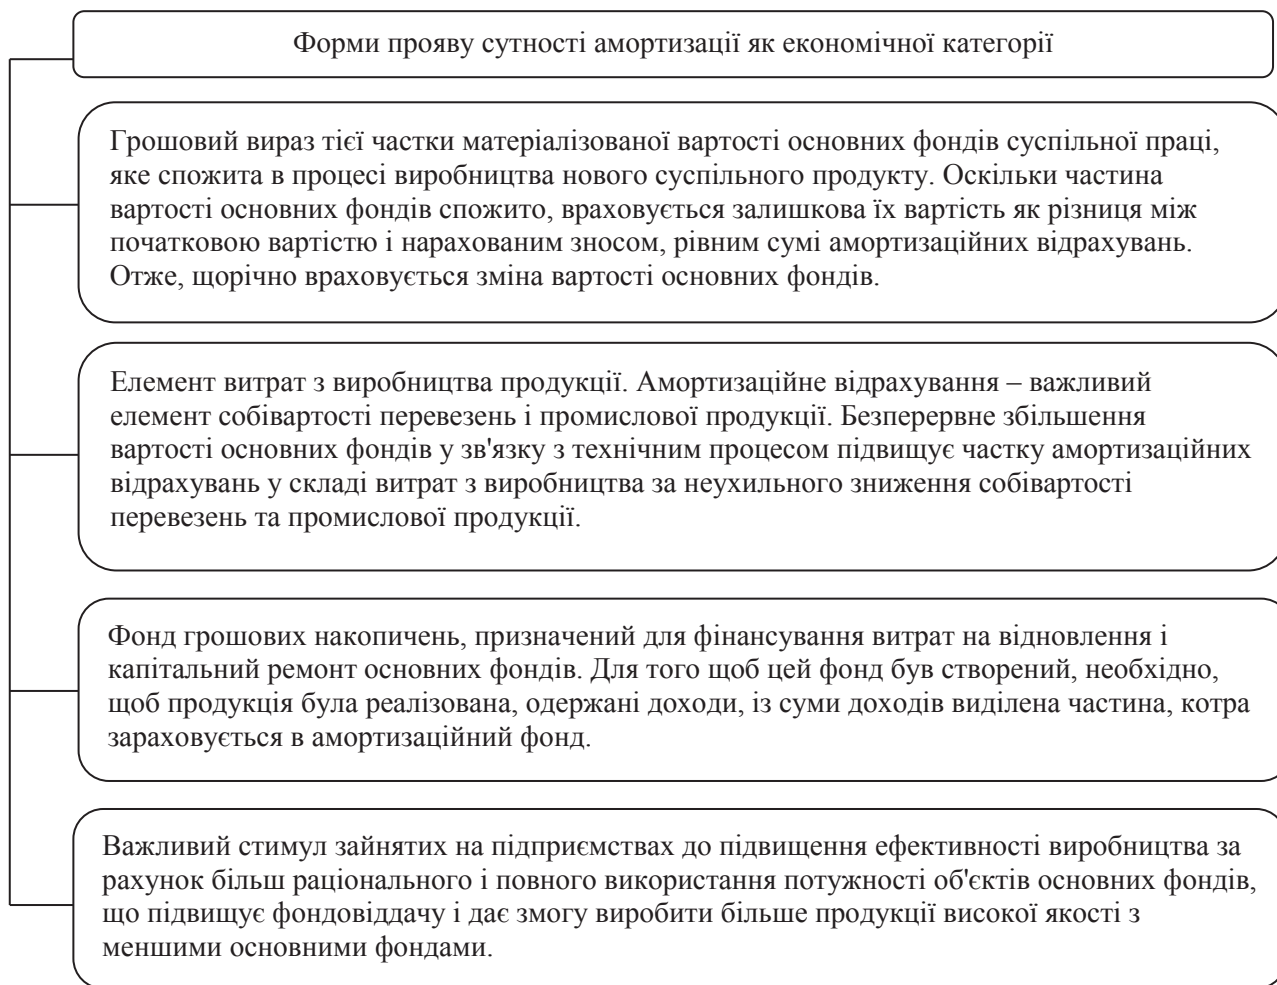 Форми прояву сутності амортизації як економічної категорії
Грошовий вираз тієї частки матеріалізованої вартості основних фондів суспільної праці,
яке спожита в процесі виробництва нового суспільного продукту. Оскільки частина
вартості основних фондів спожито, враховується залишкова їх вартість як різниця між
початковою вартістю і нарахованим зносом, рівним сумі амортизаційних відрахувань.
Отже, щорічно враховується зміна вартості основних фондів.
Елемент витрат з виробництва продукції. Амортизаційне відрахування – важливий
елемент собівартості перевезень і промислової продукції. Безперервне збільшення
вартості основних фондів у зв'язку з технічним процесом підвищує частку амортизаційних
відрахувань у складі витрат з виробництва за неухильного зниження собівартості
перевезень та промислової продукції.
Фонд грошових накопичень, призначений для фінансування витрат на відновлення і
капітальний ремонт основних фондів. Для того щоб цей фонд був створений, необхідно,
щоб продукція була реалізована, одержані доходи, із суми доходів виділена частина, котра
зараховується в амортизаційний фонд.
Важливий стимул зайнятих на підприємствах до підвищення ефективності виробництва за
рахунок більш раціонального і повного використання потужності об'єктів основних фондів,
що підвищує фондовіддачу і дає змогу виробити більше продукції високої якості з
меншими основними фондами.